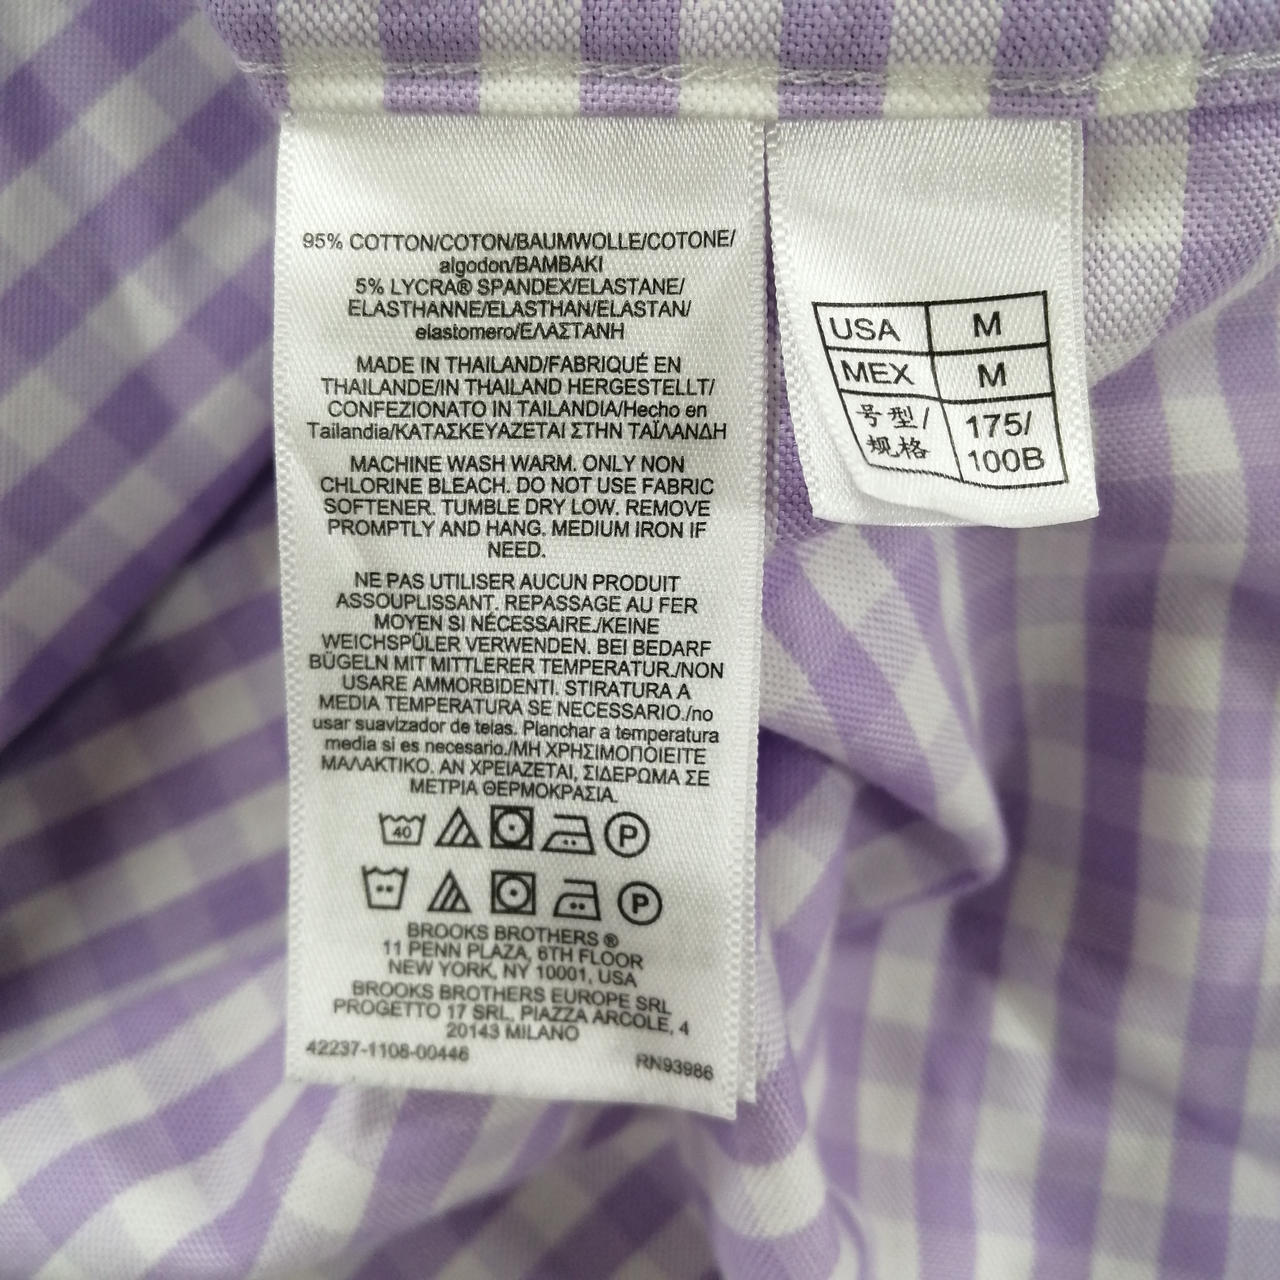 95% COTTON/COTON/BAUMWOLLE/COTONE/
algodon/BAMBAKI
5% LYCRA® SPANDEX/ELASTANE/
ELASTHANNE/ELASTHAN/ELASTAN/
elastomero/ΕΛΑΣΤΑΝΗ
MADE IN THAILAND/FABRIQUÉ EN
THAILANDE/IN THAILAND HERGESTELLT/
CONFEZIONATO IN TAILANDIA/Hecho en
Tailandia/ΚΑΤΑΣΚΕΥΑΖΕΤΑΙ ΣΤΗΝ ΤΑΪΛΑΝΔΗ
MACHINE WASH WARM. ONLY NON
CHLORINE BLEACH. DO NOT USE FABRIC
SOFTENER. TUMBLE DRY LOW. REMOVE
PROMPTLY AND HANG. MEDIUM IRON IF
NEED.
NE PAS UTILISER AUCUN PRODUIT
ASSOUPLISSANT. REPASSAGE AU FER
MOYEN SI NÉCESSAIRE./KEINE
WEICHSPÜLER VERWENDEN. BEI BEDARF
BÜGELN MIT MITTLERER TEMPERATUR./NON
USARE AMMORBIDENTI. STIRATURA A
MEDIA TEMPERATURA SE NECESSARIO./no
usar suavizador de telas. Planchar a temperatura
media si es necesario./ΜΗ ΧΡΗΣΙΜΟΠΟΙΕΙΤΕ
ΜΑΛΑΚΤΙΚΟ. ΑΝ ΧΡΕΙΑΖΕΤΑΙ, ΣΙΔΕΡΩΜΑ ΣΕ
ΜΕΤΡΙΑ ΘΕΡΜΟΚΡΑΣΙΑ.
40 P
P
BROOKS BROTHERS ®
11 PENN PLAZA, 6TH FLOOR
NEW YORK, NY 10001, USA
BROOKS BROTHERS EUROPE SRL
PROGETTO 17 SRL, PIAZZA ARCOLE, 4
20143 MILANO
42237-1108-00446 RN93986
USA M
MEX M
号型/ 175/
规格 100B